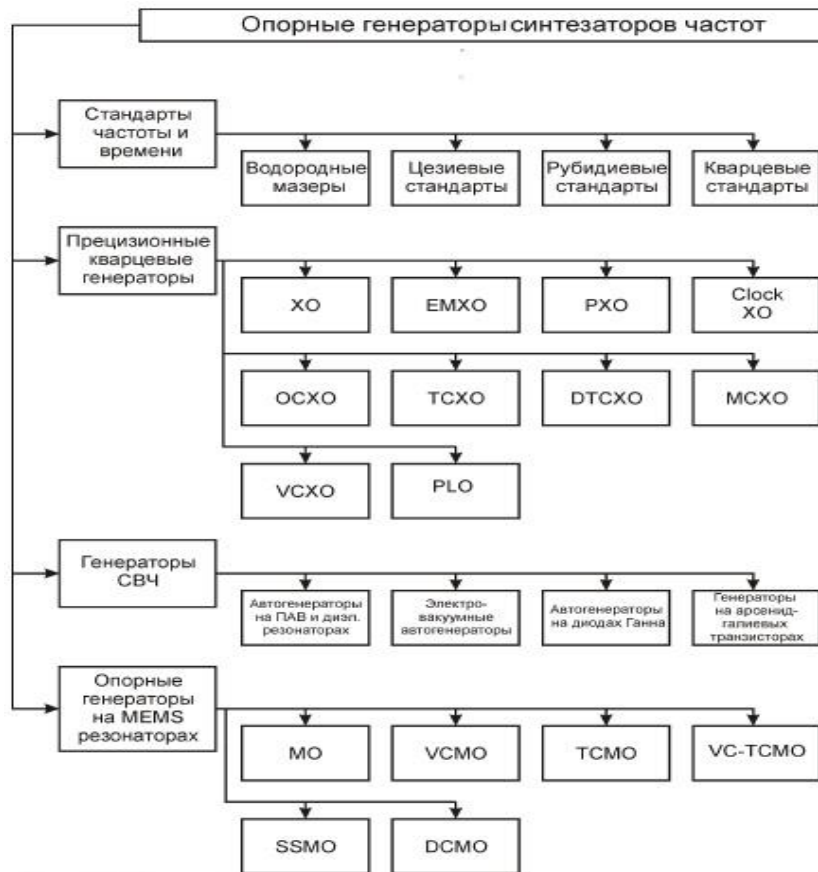 Опорные генераторы синтезаторов частот
Стандарты
частоты и
времени
Водородные
мазеры
Цезиевые
стандарты
Рубидиевые
стандарты
Кварцевые
стандарты
Прецизионные
кварцевые
генераторы
XO
EMXO
PXO
Clock
XO
OCXO
TCXO
DTCXO
MCXO
VCXO
PLO
Генераторы
СВЧ
Автогенераторы
на ПАВ и диэл.
резонаторах
Электро-
вакуумные
автогенераторы
Автогенераторы
на диодах Ганна
Генераторы
на арсенид-
галиевых
транзисторах
Опорные
генераторы
на MEMS
резонаторах
MO
VCMO
TCMO
VC-TCMO
SSMO
DCMO